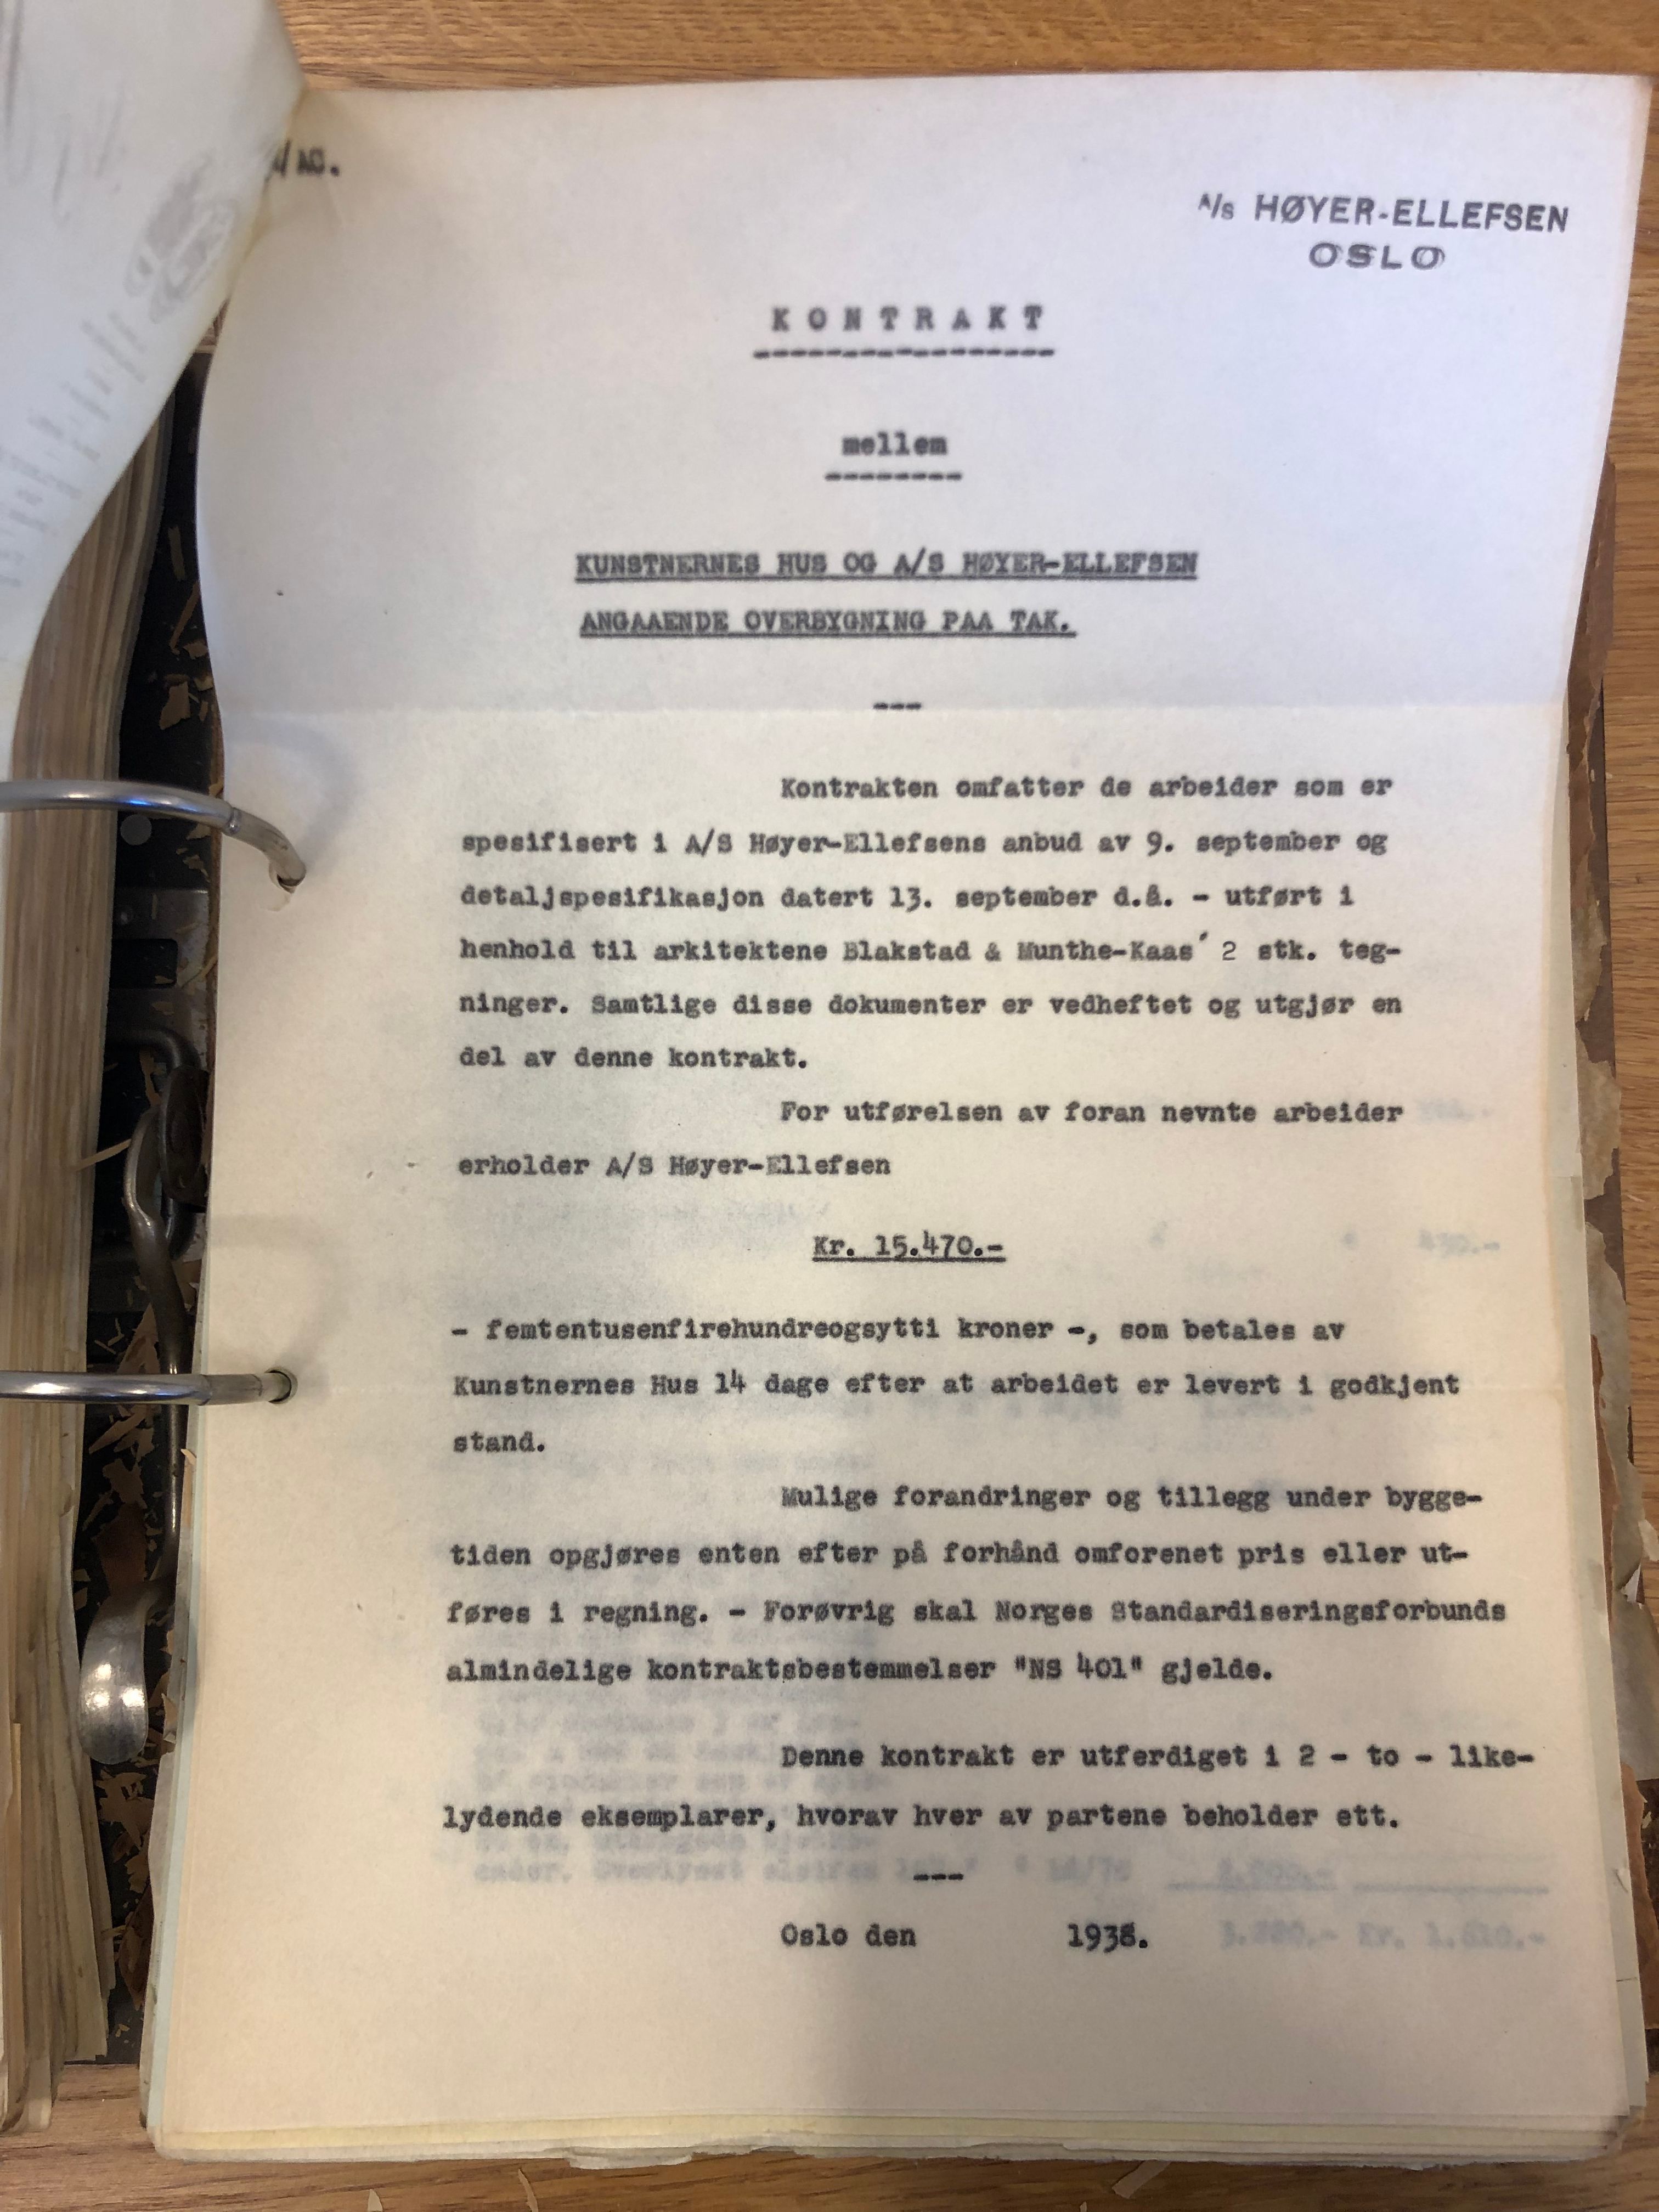 /AG.
A/s HØYER-ELLEFSEN
OSLO
KONTRAKT
mellem
KUNSTNERNES HUS OG A/S HØYER-ELLEFSEN
ANGAAENDE OVERBYGNING PAA TAK.
---
Kontrakten omfatter de arbeider som er
spesifisert i A/S Høyer-Ellefsens anbud av 9. september og
detaljspesifikasjon datert 13. september d.å. - utført i
henhold til arkitektene Blakstad & Munthe-Kaas' 2 stk. teg-
ninger. Samtlige disse dokumenter er vedheftet og utgjør en
del av denne kontrakt.
For utførelsen av foran nevnte arbeider
erholder A/S Høyer-Ellefsen
Kr. 15.470.-
- femtentusenfirehundreogsytti kroner -, som betales av
Kunstnernes Hus 14 dage efter at arbeidet er levert i godkjent
stand.
Mulige forandringer og tillegg under bygge-
tiden opgjøres enten efter på forhånd omforenet pris eller ut-
føres i regning. - Forøvrig skal Norges Standardiseringsforbunds
almindelige kontraktsbestemmelser "NS 401" gjelde.
Denne kontrakt er utferdiget i 2 - to - like-
lydende eksemplarer, hvorav hver av partene beholder ett.
---
Oslo den 1938.